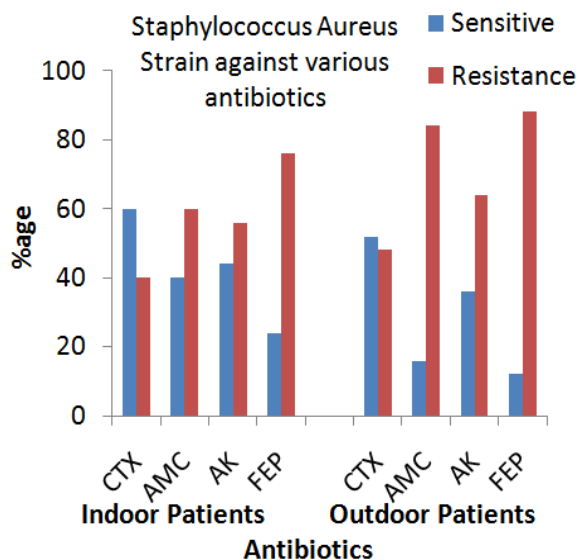 Staphylococcus Aureus
Strain against various
antibiotics
Sensitive
Resistance
100
80
60
40
20
0
%age
CTX
AMC
AK
FEP
CTX
AMC
AK
FEP
Indoor Patients
Outdoor Patients
Antibiotics